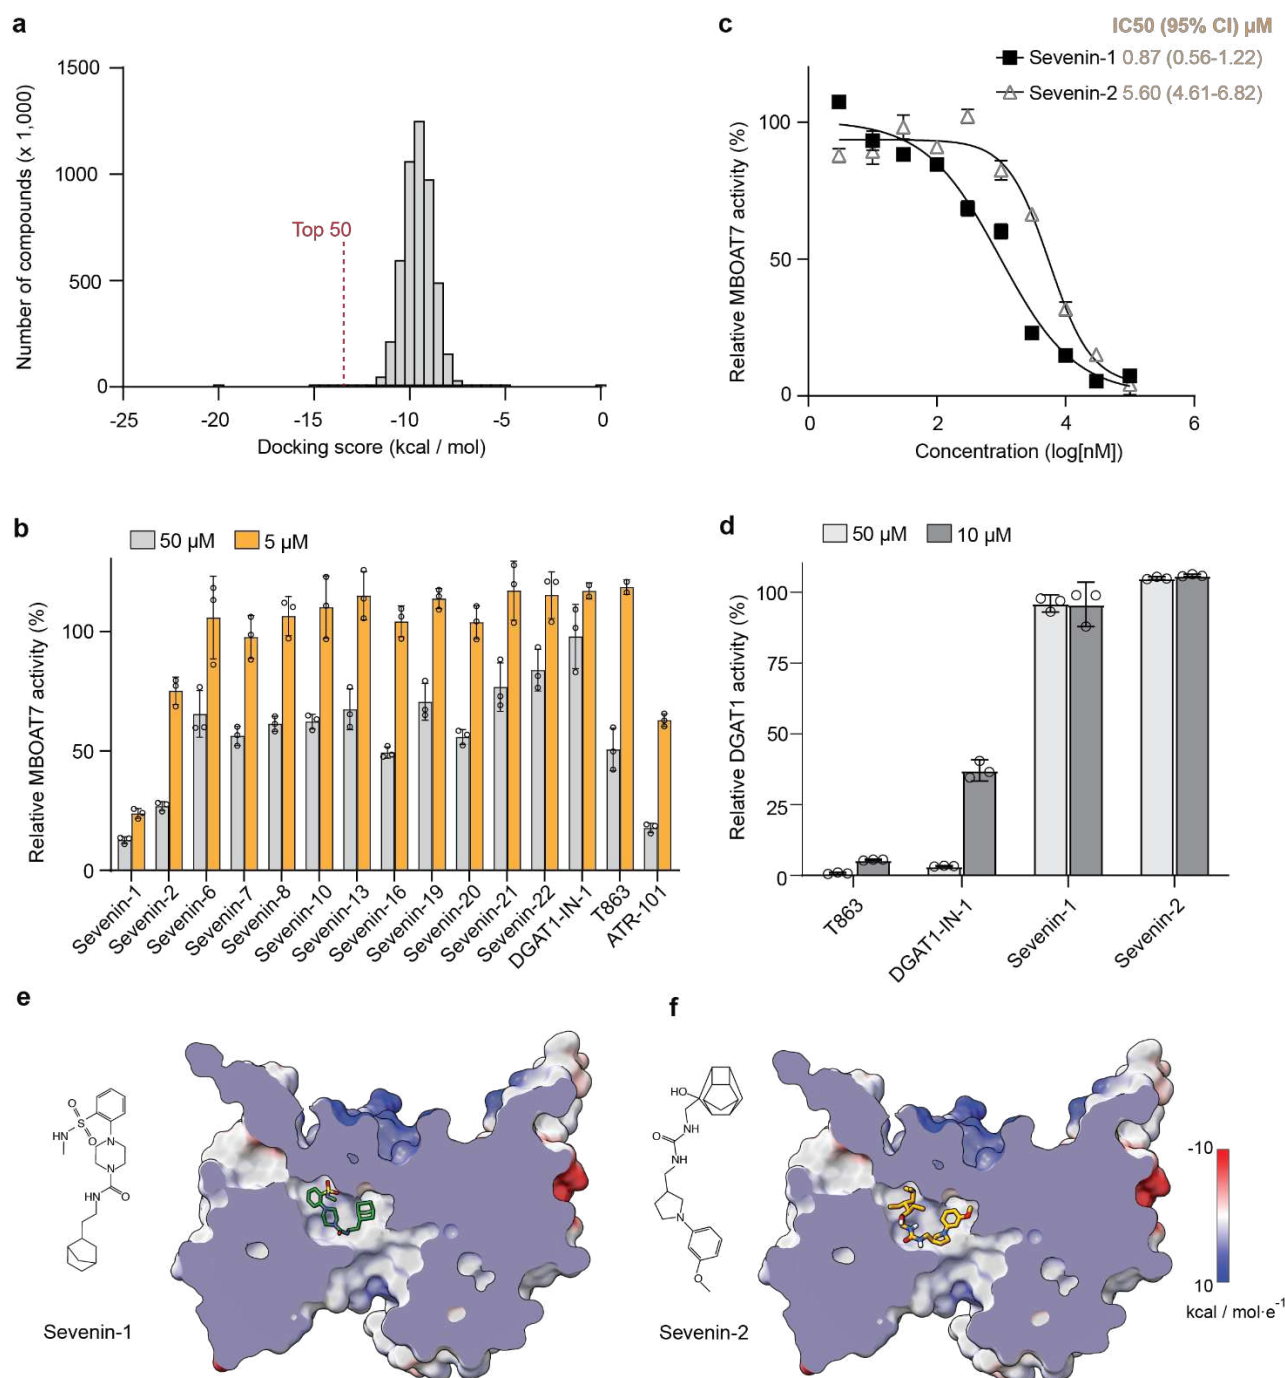 a
1500
1000
500
0
Number of compounds (x 1,000)
Top 50
-25 -20 -15 -10 -5 0
Docking score (kcal / mol)
c
IC50 (95% CI) µM
Sevenin-1 0.87 (0.56-1.22)
Sevenin-2 5.60 (4.61-6.82)
100
50
0
Relative MBOAT7 activity (%)
0 2 4 6
Concentration (log[nM])
b
50 µM 5 µM
100
50
0
Relative MBOAT7 activity (%)
Sevenin-1
Sevenin-2
Sevenin-6
Sevenin-7
Sevenin-8
Sevenin-10
Sevenin-13
Sevenin-16
Sevenin-19
Sevenin-20
Sevenin-21
Sevenin-22
DGAT1-IN-1
T863
ATR-101
d
50 µM 10 µM
100
75
50
25
0
Relative DGAT1 activity (%)
T863
DGAT1-IN-1
Sevenin-1
Sevenin-2
e
O
S
O
HN
N
N
HN
O
Sevenin-1
f
HO
NH
O
NH
N
O
Sevenin-2
-10
10
kcal / mol·e⁻¹